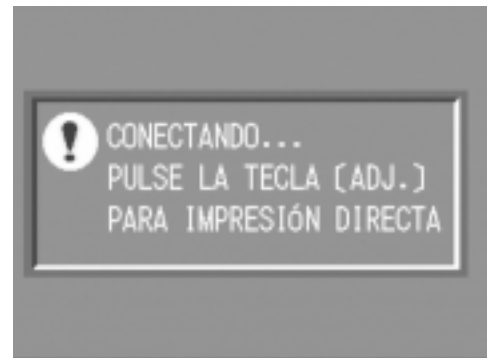 CONECTANDO...
PULSE LA TECLA [ADJ.]
PARA IMPRESIÓN DIRECTA